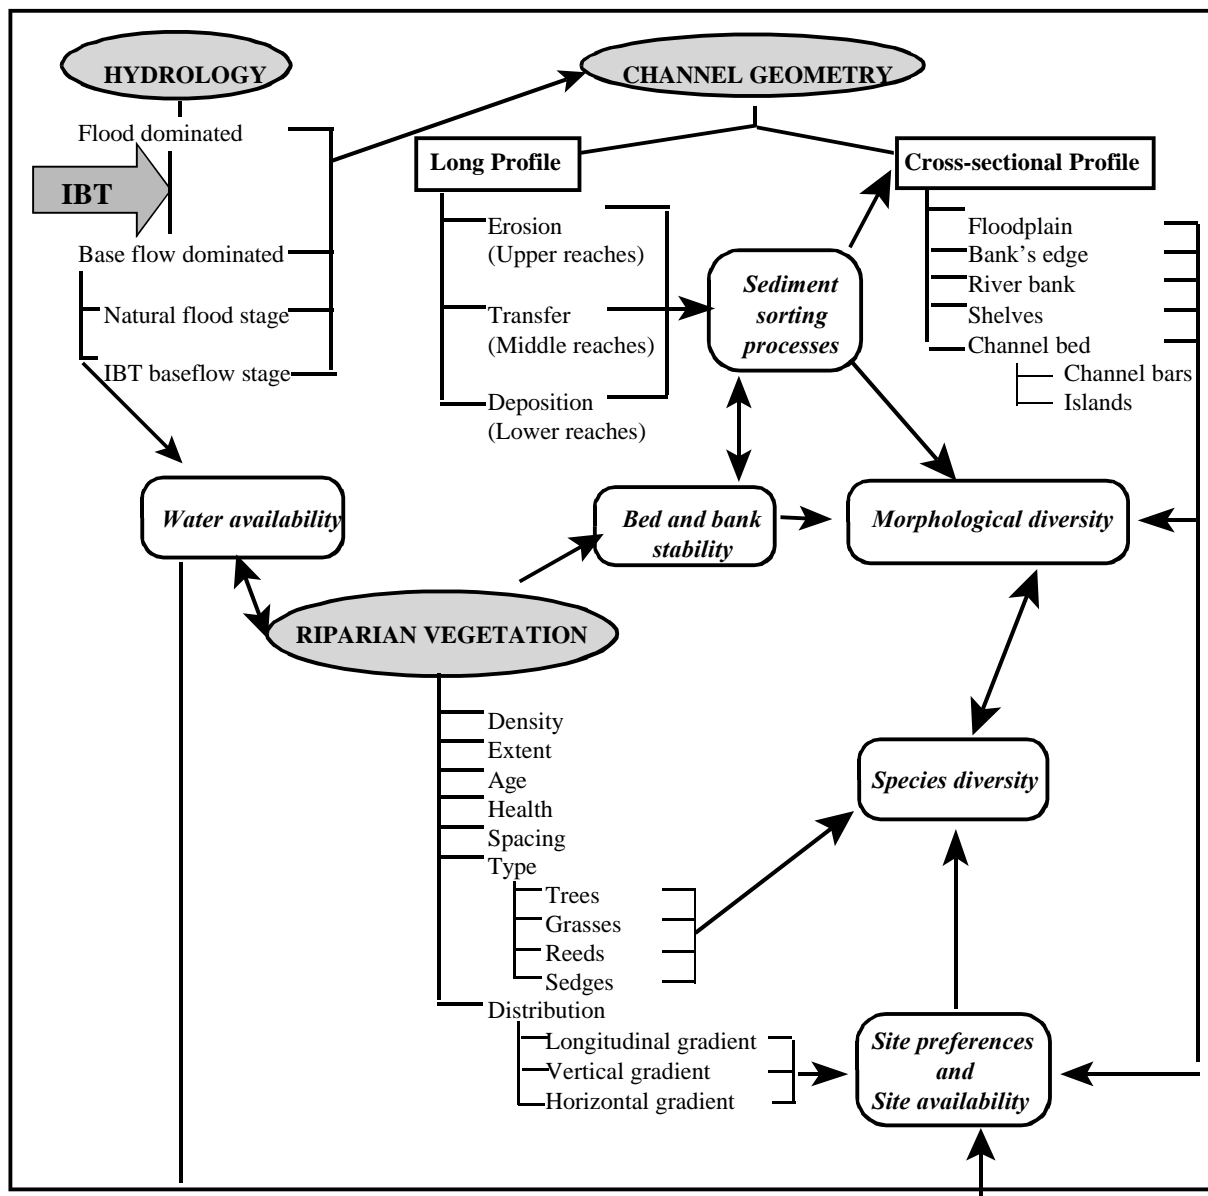 HYDROLOGY
CHANNEL GEOMETRY
Flood dominated
IBT
Base flow dominated
Natural flood stage
IBT baseflow stage
Long Profile
Erosion
(Upper reaches)
Transfer
(Middle reaches)
Deposition
(Lower reaches)
Sediment
sorting
processes
Cross-sectional Profile
Floodplain
Bank's edge
River bank
Shelves
Channel bed
Channel bars
Islands
Water availability
Bed and bank
stability
Morphological diversity
RIPARIAN VEGETATION
Density
Extent
Age
Health
Spacing
Type
Trees
Grasses
Reeds
Sedges
Distribution
Longitudinal gradient
Vertical gradient
Horizontal gradient
Species diversity
Site preferences
and
Site availability